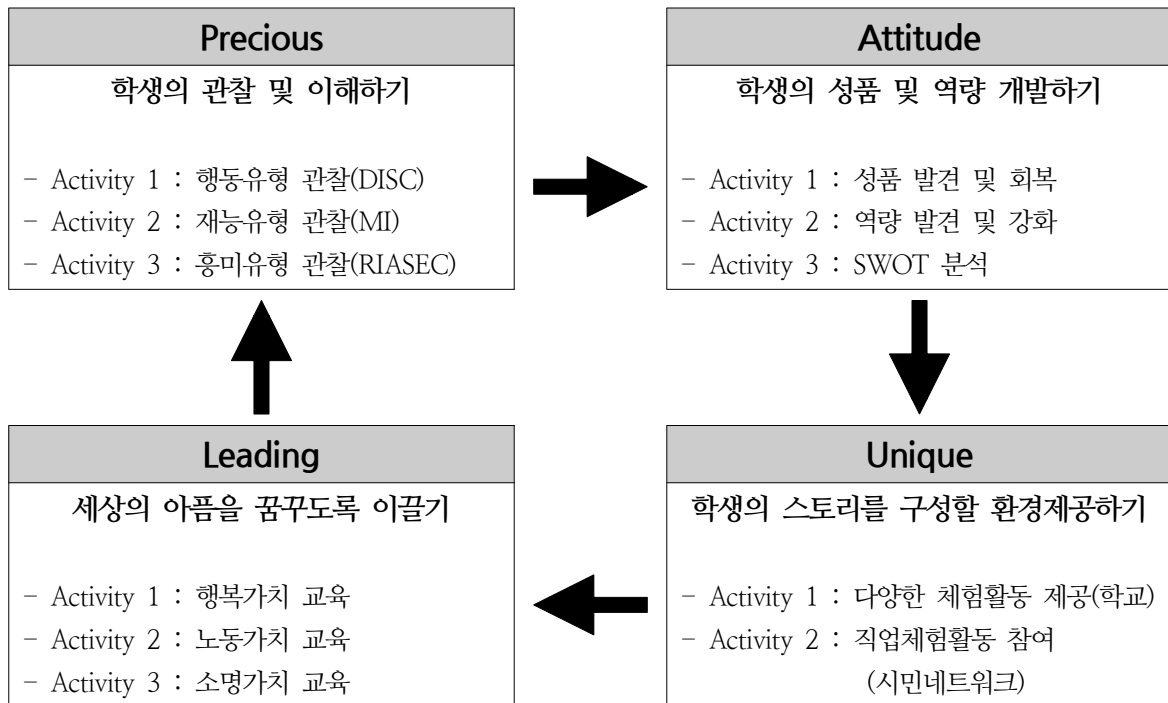 Precious
학생의 관찰 및 이해하기
- Activity 1 : 행동유형 관찰(DISC)
- Activity 2 : 재능유형 관찰(MI)
- Activity 3 : 흥미유형 관찰(RIASEC)
Attitude
학생의 성품 및 역량 개발하기
- Activity 1 : 성품 발견 및 회복
- Activity 2 : 역량 발견 및 강화
- Activity 3 : SWOT 분석
Leading
세상의 아픔을 꿈꾸도록 이끌기
- Activity 1 : 행복가치 교육
- Activity 2 : 노동가치 교육
- Activity 3 : 소명가치 교육
Unique
학생의 스토리를 구성할 환경제공하기
- Activity 1 : 다양한 체험활동 제공(학교)
- Activity 2 : 직업체험활동 참여
(시민네트워크)